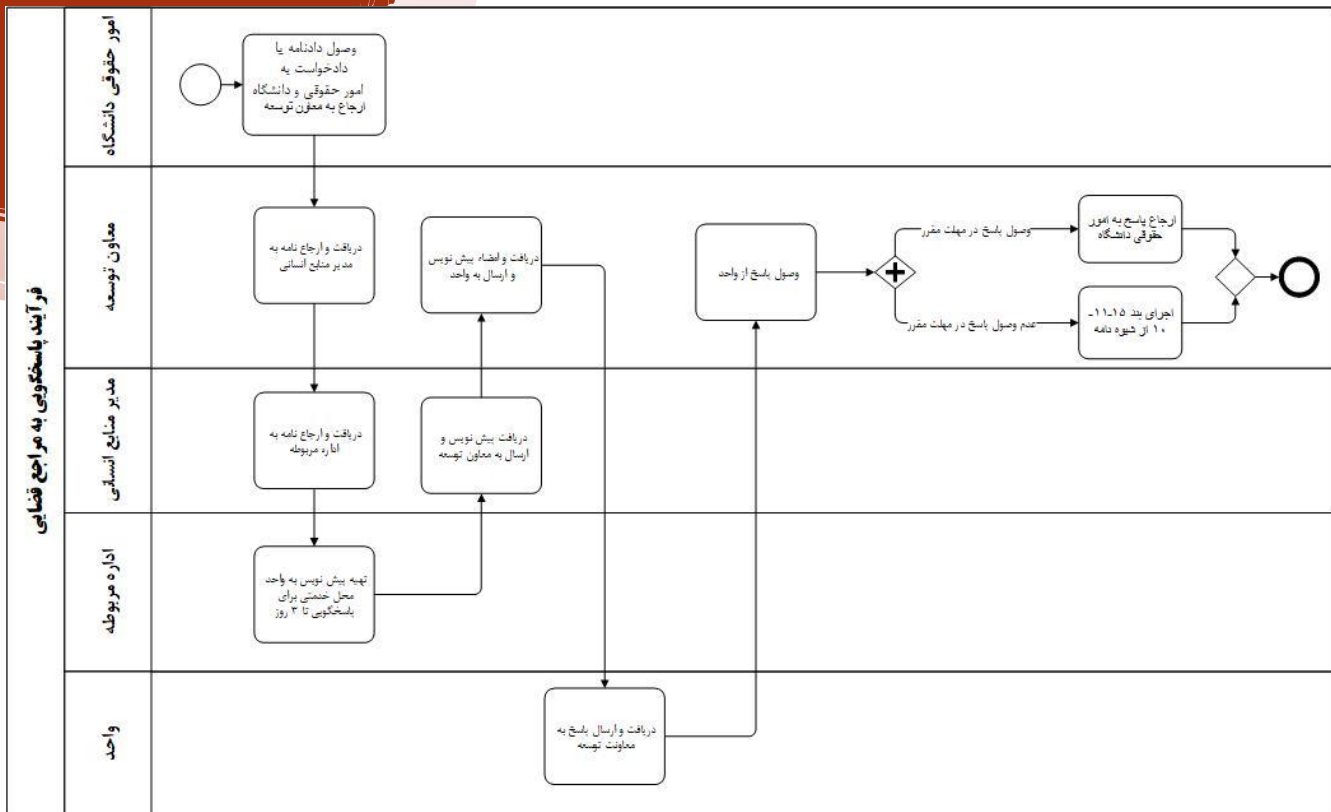 فرآیند پاسخگویی به مراجع قضایی
امور حقوقی دانشگاه
وصول دادنامه یا
دادخواست به
امور حقوقی و دانشگاه
ارجاع به معاون توسعه
معاون توسعه
دریافت و ارجاع نامه به
مدیر منابع انسانی
دریافت و امضاء پیش نویس
و ارسال به واحد
وصول پاسخ از واحد
وصول پاسخ در مهلت مقرر
ارجاع پاسخ به امور
حقوقی دانشگاه
عدم وصول پاسخ در مهلت مقرر
اجرای بند ۱۵-۱۱-
۱۰ از شیوه نامه
مدیر منابع انسانی
دریافت و ارجاع نامه به
اداره مربوطه
دریافت پیش نویس و
ارسال به معاون توسعه
اداره مربوطه
تهیه پیش نویس به واحد
محل خدمتی برای
پاسخگویی تا ۳ روز
واحد
دریافت و ارسال پاسخ به
معاونت توسعه